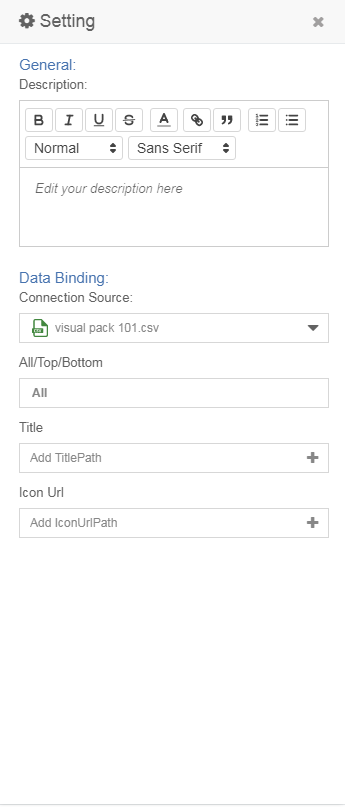 Setting
General:
Description:
B I U S A
Normal Sans Serif
Edit your description here
Data Binding:
Connection Source:
visual pack 101.csv
All/Top/Bottom
All
Title
Add TitlePath
Icon Url
Add IconUrlPath